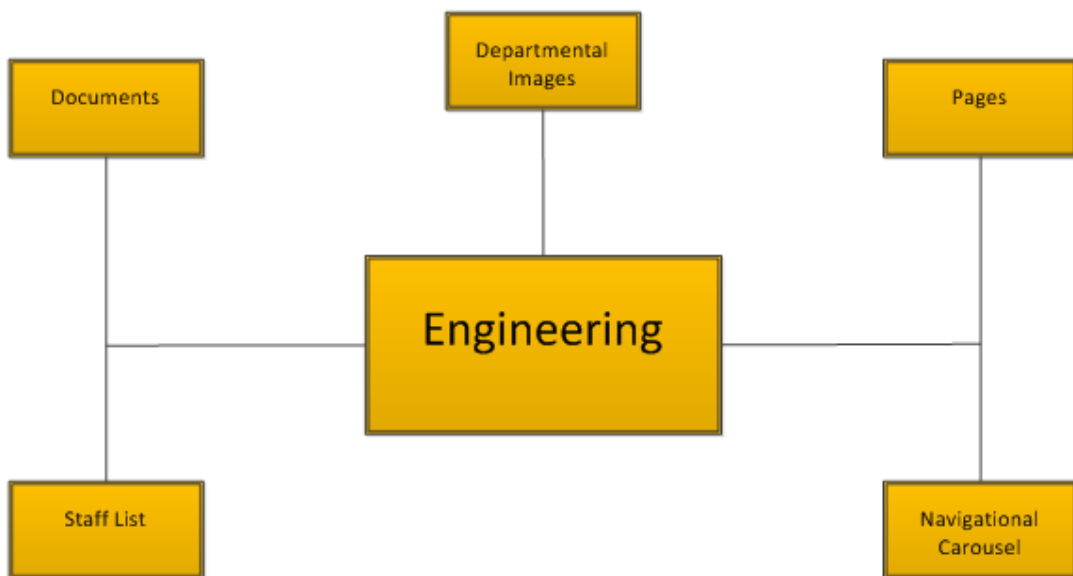 Departmental
Images
Documents
Pages
Engineering
Staff List
Navigational
Carousel